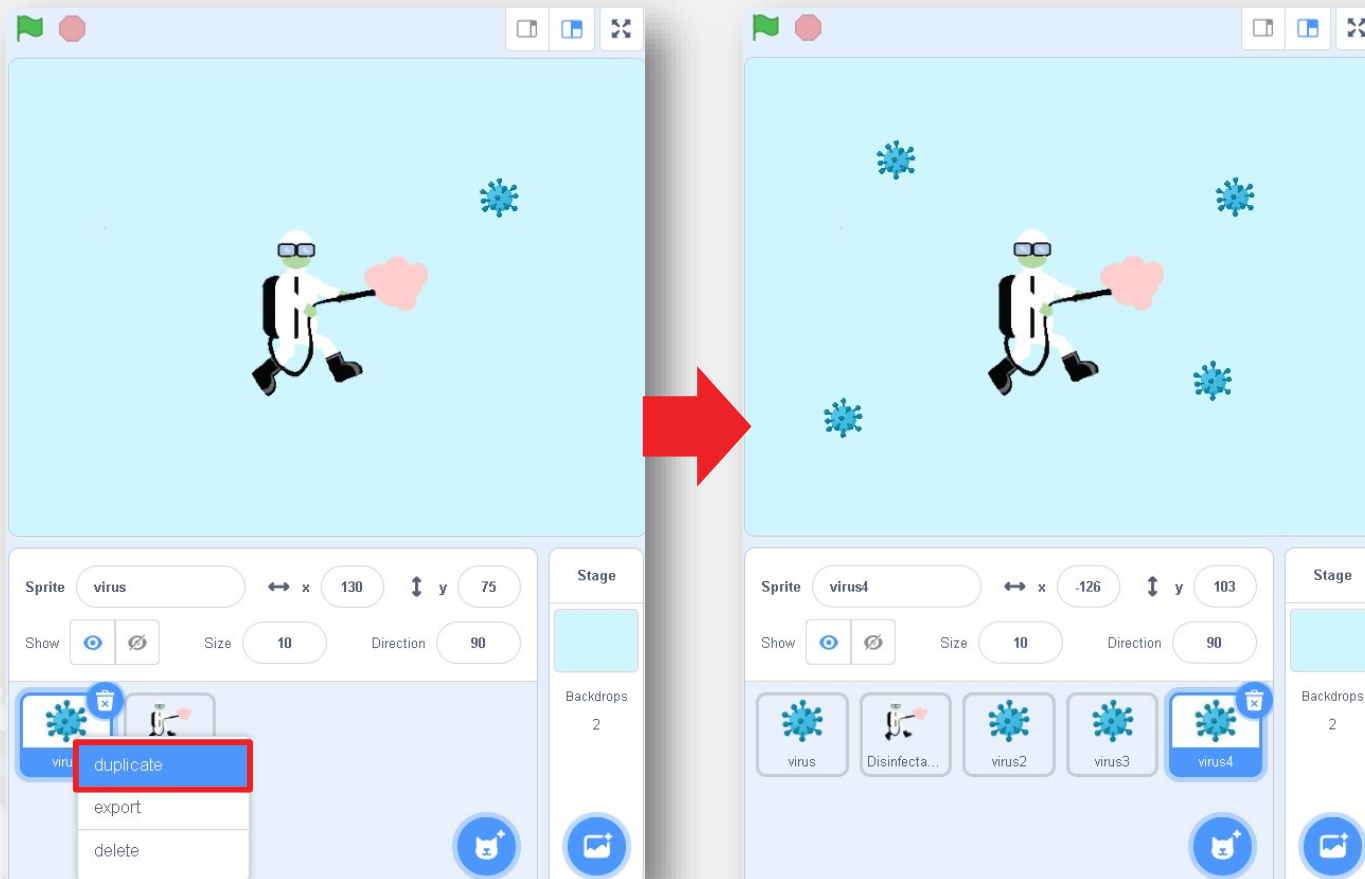 Sprite virus x 130 y 75
Show Size 10 Direction 90
Stage
Backdrops
2
virus
duplicate
export
delete
Sprite virus4 x -126 y 103
Show Size 10 Direction 90
Stage
Backdrops
2
virus Disinfecta... virus2 virus3 virus4